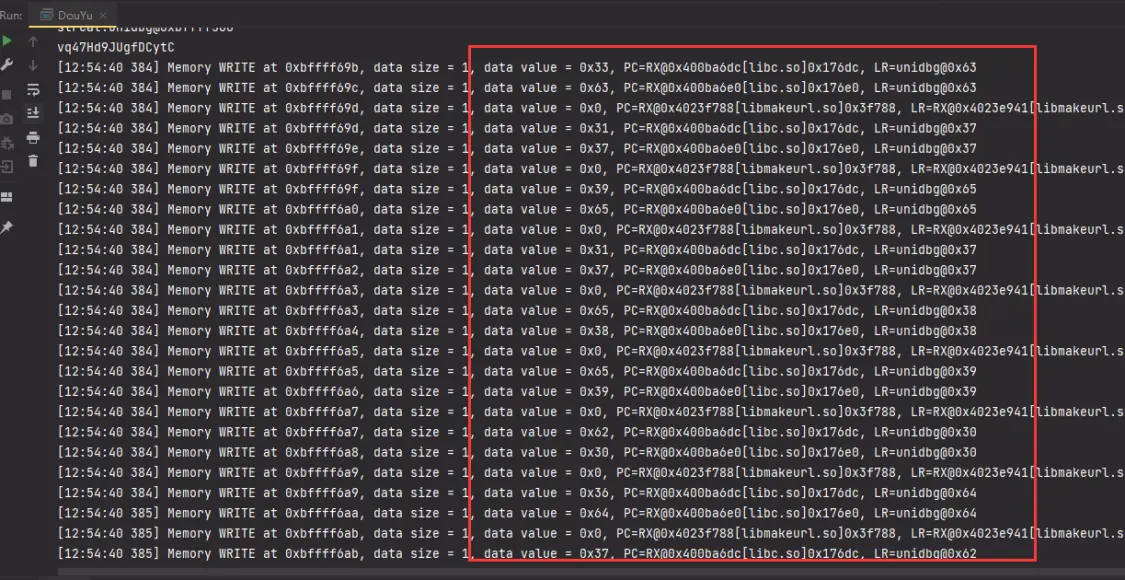 Run:
DouYu ×
strcat:unidbg@0xbffff500
vq47Hd9JUgfDCytC
[12:54:40 384] Memory WRITE at 0xbffff69b, data size = 1, data value = 0x33, PC=RX@0x400ba6dc[libc.so]0x176dc, LR=unidbg@0x63
[12:54:40 384] Memory WRITE at 0xbffff69c, data size = 1, data value = 0x63, PC=RX@0x400ba6e0[libc.so]0x176e0, LR=unidbg@0x63
[12:54:40 384] Memory WRITE at 0xbffff69d, data size = 1, data value = 0x0, PC=RX@0x4023f788[libmakeurl.so]0x3f788, LR=RX@0x4023e941[libmakeurl.s
[12:54:40 384] Memory WRITE at 0xbffff69d, data size = 1, data value = 0x31, PC=RX@0x400ba6dc[libc.so]0x176dc, LR=unidbg@0x37
[12:54:40 384] Memory WRITE at 0xbffff69e, data size = 1, data value = 0x37, PC=RX@0x400ba6e0[libc.so]0x176e0, LR=unidbg@0x37
[12:54:40 384] Memory WRITE at 0xbffff69f, data size = 1, data value = 0x0, PC=RX@0x4023f788[libmakeurl.so]0x3f788, LR=RX@0x4023e941[libmakeurl.s
[12:54:40 384] Memory WRITE at 0xbffff69f, data size = 1, data value = 0x39, PC=RX@0x400ba6dc[libc.so]0x176dc, LR=unidbg@0x65
[12:54:40 384] Memory WRITE at 0xbffff6a0, data size = 1, data value = 0x65, PC=RX@0x400ba6e0[libc.so]0x176e0, LR=unidbg@0x65
[12:54:40 384] Memory WRITE at 0xbffff6a1, data size = 1, data value = 0x0, PC=RX@0x4023f788[libmakeurl.so]0x3f788, LR=RX@0x4023e941[libmakeurl.s
[12:54:40 384] Memory WRITE at 0xbffff6a1, data size = 1, data value = 0x31, PC=RX@0x400ba6dc[libc.so]0x176dc, LR=unidbg@0x37
[12:54:40 384] Memory WRITE at 0xbffff6a2, data size = 1, data value = 0x37, PC=RX@0x400ba6e0[libc.so]0x176e0, LR=unidbg@0x37
[12:54:40 384] Memory WRITE at 0xbffff6a3, data size = 1, data value = 0x0, PC=RX@0x4023f788[libmakeurl.so]0x3f788, LR=RX@0x4023e941[libmakeurl.s
[12:54:40 384] Memory WRITE at 0xbffff6a3, data size = 1, data value = 0x65, PC=RX@0x400ba6dc[libc.so]0x176dc, LR=unidbg@0x38
[12:54:40 384] Memory WRITE at 0xbffff6a4, data size = 1, data value = 0x38, PC=RX@0x400ba6e0[libc.so]0x176e0, LR=unidbg@0x38
[12:54:40 384] Memory WRITE at 0xbffff6a5, data size = 1, data value = 0x0, PC=RX@0x4023f788[libmakeurl.so]0x3f788, LR=RX@0x4023e941[libmakeurl.s
[12:54:40 384] Memory WRITE at 0xbffff6a5, data size = 1, data value = 0x65, PC=RX@0x400ba6dc[libc.so]0x176dc, LR=unidbg@0x39
[12:54:40 384] Memory WRITE at 0xbffff6a6, data size = 1, data value = 0x39, PC=RX@0x400ba6e0[libc.so]0x176e0, LR=unidbg@0x39
[12:54:40 384] Memory WRITE at 0xbffff6a7, data size = 1, data value = 0x0, PC=RX@0x4023f788[libmakeurl.so]0x3f788, LR=RX@0x4023e941[libmakeurl.s
[12:54:40 384] Memory WRITE at 0xbffff6a7, data size = 1, data value = 0x62, PC=RX@0x400ba6dc[libc.so]0x176dc, LR=unidbg@0x30
[12:54:40 384] Memory WRITE at 0xbffff6a8, data size = 1, data value = 0x30, PC=RX@0x400ba6e0[libc.so]0x176e0, LR=unidbg@0x30
[12:54:40 384] Memory WRITE at 0xbffff6a9, data size = 1, data value = 0x0, PC=RX@0x4023f788[libmakeurl.so]0x3f788, LR=RX@0x4023e941[libmakeurl.s
[12:54:40 384] Memory WRITE at 0xbffff6a9, data size = 1, data value = 0x36, PC=RX@0x400ba6dc[libc.so]0x176dc, LR=unidbg@0x64
[12:54:40 385] Memory WRITE at 0xbffff6aa, data size = 1, data value = 0x64, PC=RX@0x400ba6e0[libc.so]0x176e0, LR=unidbg@0x64
[12:54:40 385] Memory WRITE at 0xbffff6ab, data size = 1, data value = 0x0, PC=RX@0x4023f788[libmakeurl.so]0x3f788, LR=RX@0x4023e941[libmakeurl.s
[12:54:40 385] Memory WRITE at 0xbffff6ab, data size = 1, data value = 0x37, PC=RX@0x400ba6dc[libc.so]0x176dc, LR=unidbg@0x62